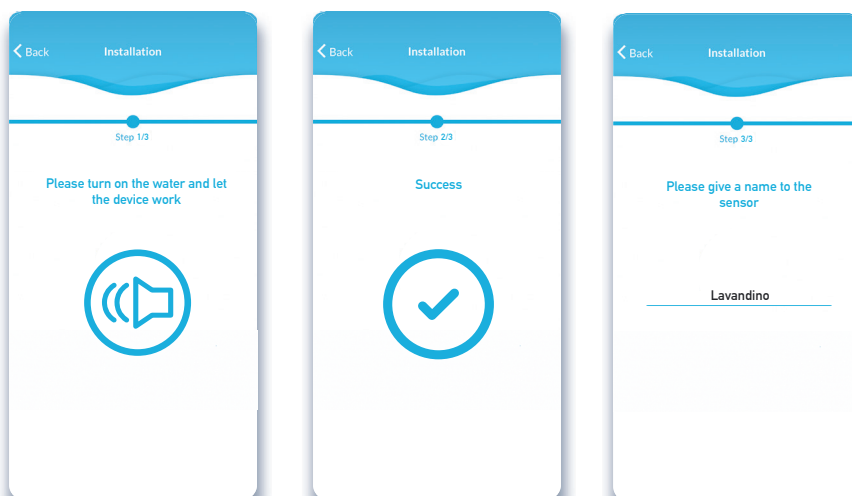 Back
Installation
Step 1/3
Please turn on the water and let
the device work
Back
Installation
Step 2/3
Success
Back
Installation
Step 3/3
Please give a name to the
sensor
Lavandino